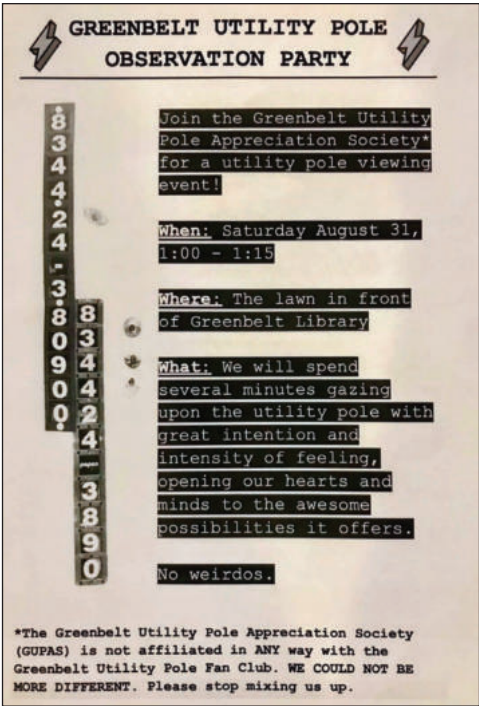 GREENBELT UTILITY POLE
OBSERVATION PARTY
834424-380900
8344243890
Join the Greenbelt Utility
Pole Appreciation Society*
for a utility pole viewing
event!
When: Saturday August 31,
1:00 - 1:15
Where: The lawn in front
of Greenbelt Library
What: We will spend
several minutes gazing
upon the utility pole with
great intention and
intensity of feeling,
opening our hearts and
minds to the awesome
possibilities it offers.
No weirdos.
*The Greenbelt Utility Pole Appreciation Society
(GUPAS) is not affiliated in ANY way with the
Greenbelt Utility Pole Fan Club. WE COULD NOT BE
MORE DIFFERENT. Please stop mixing us up.